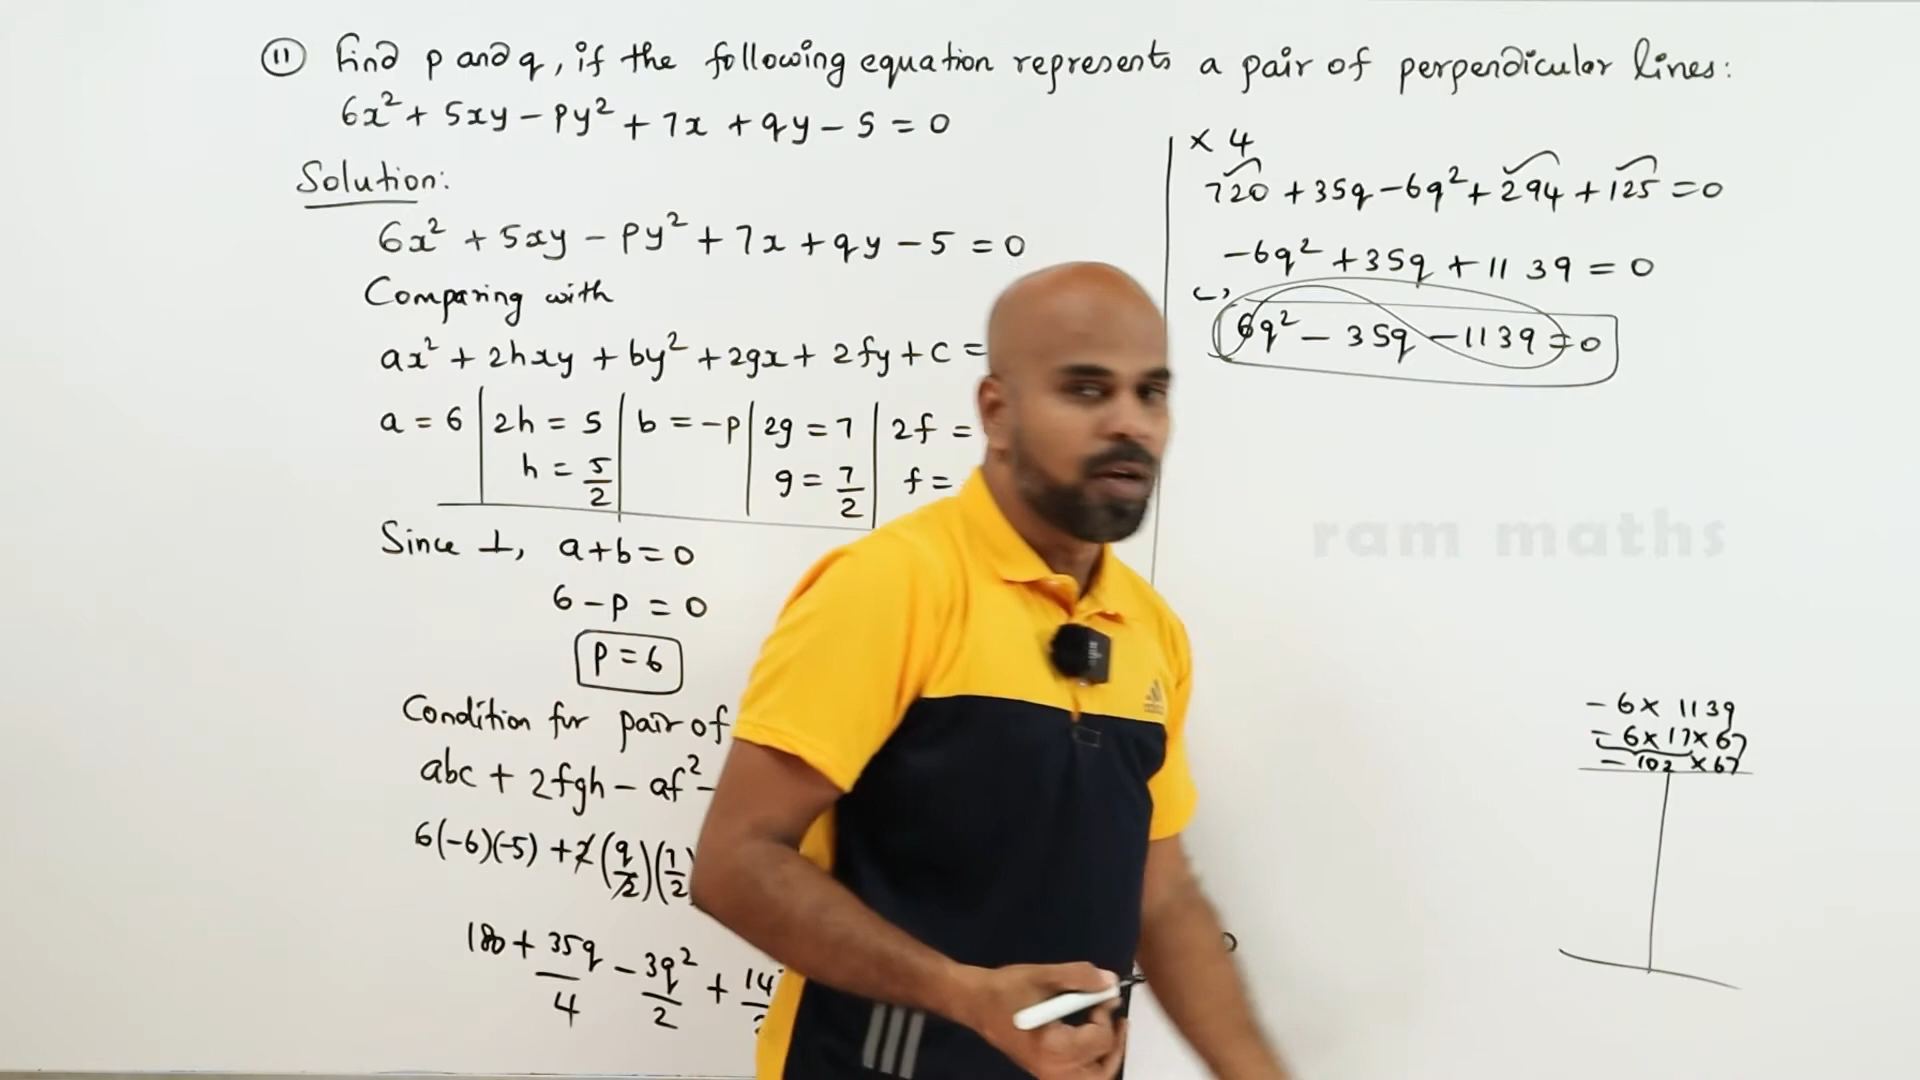 11 Find p and q, if the following equation represents a pair of perpendicular lines:
6x² + 5xy - py² + 7x + qy - 5 = 0
Solution:
6x² + 5xy - py² + 7x + qy - 5 = 0
Comparing with
ax² + 2hxy + by² + 2gx + 2fy + c =
a = 6 | 2h = 5 | b = -p | 2g = 7 | 2f =
h = 5/2 | g = 7/2 | f =
Since ⊥, a+b = 0
6 - p = 0
p = 6
Condition for pair of
abc + 2fgh - af² -
6(-6)(-5) + 2(q/2)(7/2)
180 + 35q/4 - 3q²/2 +
× 4
720 + 35q - 6q² + 294 + 125 = 0
-6q² + 35q + 1139 = 0
6q² - 35q - 1139 = 0
ram maths
- 6 × 1139
- 6 × 17 × 67
- 102 × 67